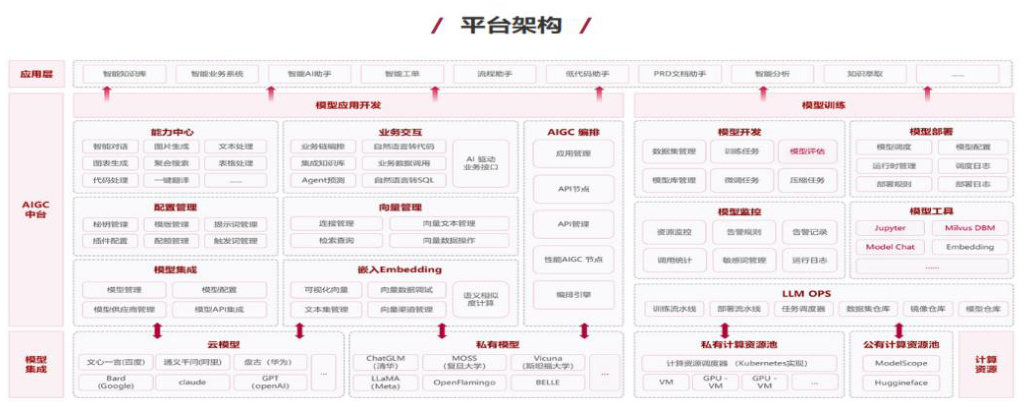 / 平台架构 /
应用层
智能知识库 智能业务系统 智能AI助手 智能工单 流程助手 低代码助手 PRD文档助手 智能分析 知识萃取 ......
AIGC
中台
模型应用开发
能力中心
智能对话 图片生成 文本处理
图表生成 聚合搜索 表格处理
代码处理 一键翻译 ......
业务交互
业务链编排 自然语言转代码
集成知识库 业务数据调用
Agent预测 自然语言转SQL
AI 驱动
业务接口
AIGC 编排
应用管理
API节点
API管理
性能AIGC 节点
编排引擎
配置管理
秘钥管理 模版管理 提示词管理
插件配置 配额管理 触发词管理
向量管理
连接管理 向量文本管理
检索查询 向量数据操作
模型集成
模型管理 模型配置
模型供应商管理 模型API集成
嵌入Embedding
可视化向量 向量数据调试
文本集管理 向量渠道管理
语义相似
度计算
模型训练
模型开发
数据集管理 训练任务 模型评估
模型库管理 微调任务 压缩任务
模型部署
模型调度 模型配置
运行时管理 调度日志
部署规则 部署日志
模型监控
资源监控 告警规则 告警记录
调用统计 敏感词管理 运行日志
模型工具
Jupyter Milvus DBM
Model Chat Embedding
......
LLM OPS
训练流水线 部署流水线 任务调度器 数据集仓库 镜像仓库 模型仓库
模型
集成
云模型
文心一言(百度) 通义千问(阿里) 盘古（华为）
Bard
(Google)
claude
GPT
(openAI)
...
私有模型
ChatGLM
(清华)
MOSS
(复旦大学)
Vicuna
(斯坦福大学)
LLaMA
(Meta)
OpenFlamingo
BELLE
...
私有计算资源池
计算资源调度器 （Kubernetes实现）
VM
GPU -
VM
GPU -
VM
...
公有计算资源池
ModelScope
Huggineface
计算
资源